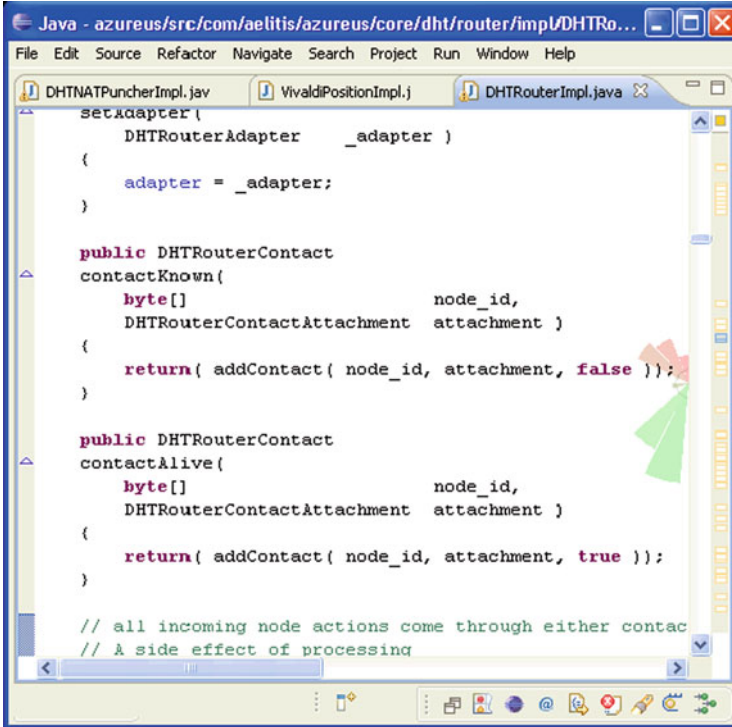 Java - azureus/src/com/aelitis/azureus/core/dht/router/impl/DHTRo...
File Edit Source Refactor Navigate Search Project Run Window Help
DHTNATPuncherImpl.jav VivaldiPositionImpl.j DHTRouterImpl.java
setAdapter(
DHTRouterAdapter _adapter )
{
adapter = _adapter;
}
public DHTRouterContact
contactKnown(
byte[] node_id,
DHTRouterContactAttachment attachment )
{
return( addContact( node_id, attachment, false ));
}
public DHTRouterContact
contactAlive(
byte[] node_id,
DHTRouterContactAttachment attachment )
{
return( addContact( node_id, attachment, true ));
}
// all incoming node actions come through either contac
// A side effect of processing